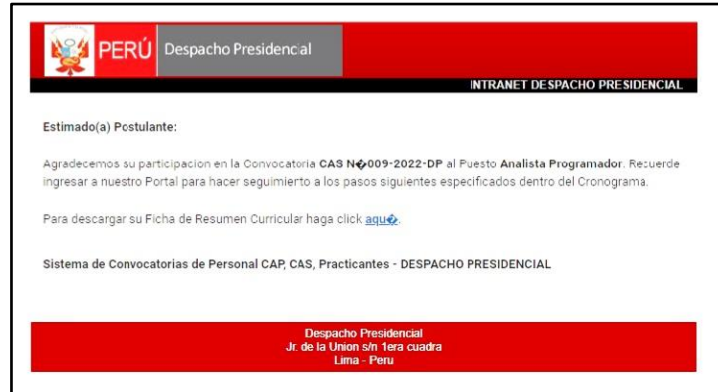 PERÚ Despacho Presidencial
INTRANET DESPACHO PRESIDENCIAL
Estimado(a) Postulante:
Agradecemos su participacion en la Convocatoria CAS N�009-2022-DP al Puesto Analista Programador. Recuerde
ingresar a nuestro Portal para hacer seguimierto a los pasos siguientes especificados dentro del Cronograma.
Para descargar su Ficha de Resumen Curricular haga click aqu�.
Sistema de Convocatorias de Personal CAP, CAS, Practicantes - DESPACHO PRESIDENCIAL
Despacho Presidencial
Jr. de la Union s/n 1era cuadra
Lima - Peru